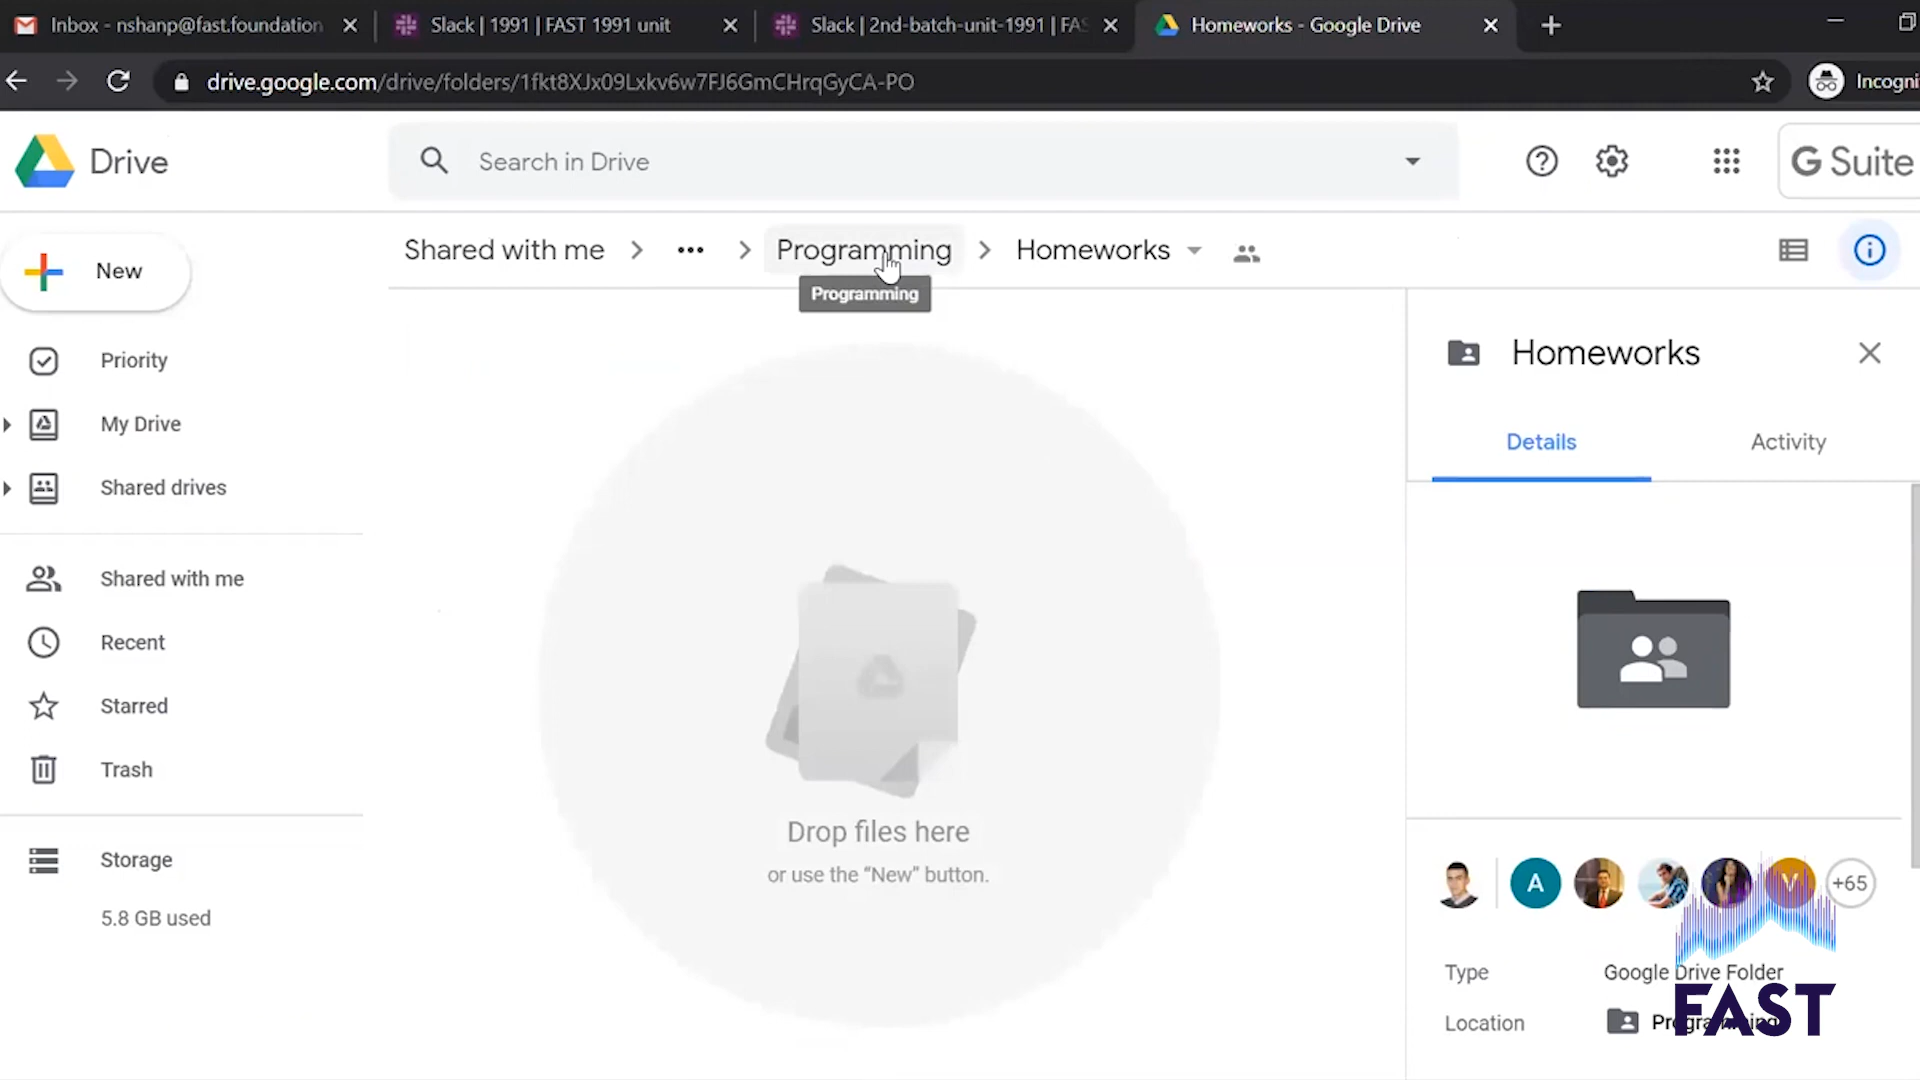 Inbox - nshanp@fast.foundation
Slack | 1991 | FAST 1991 unit
Slack | 2nd-batch-unit-1991 | FAS
Homeworks - Google Drive
drive.google.com/drive/folders/1fkt8XJx09Lxkv6w7FJ6GmCHrqGyCA-PO
Incogni
Drive
Search in Drive
G Suite
New
Shared with me
Programming
Homeworks
Programming
Priority
My Drive
Shared drives
Shared with me
Recent
Starred
Trash
Storage
5.8 GB used
Drop files here
or use the “New” button.
Homeworks
Details
Activity
A
+65
Type
Google Drive Folder
Location
Programming
FAST